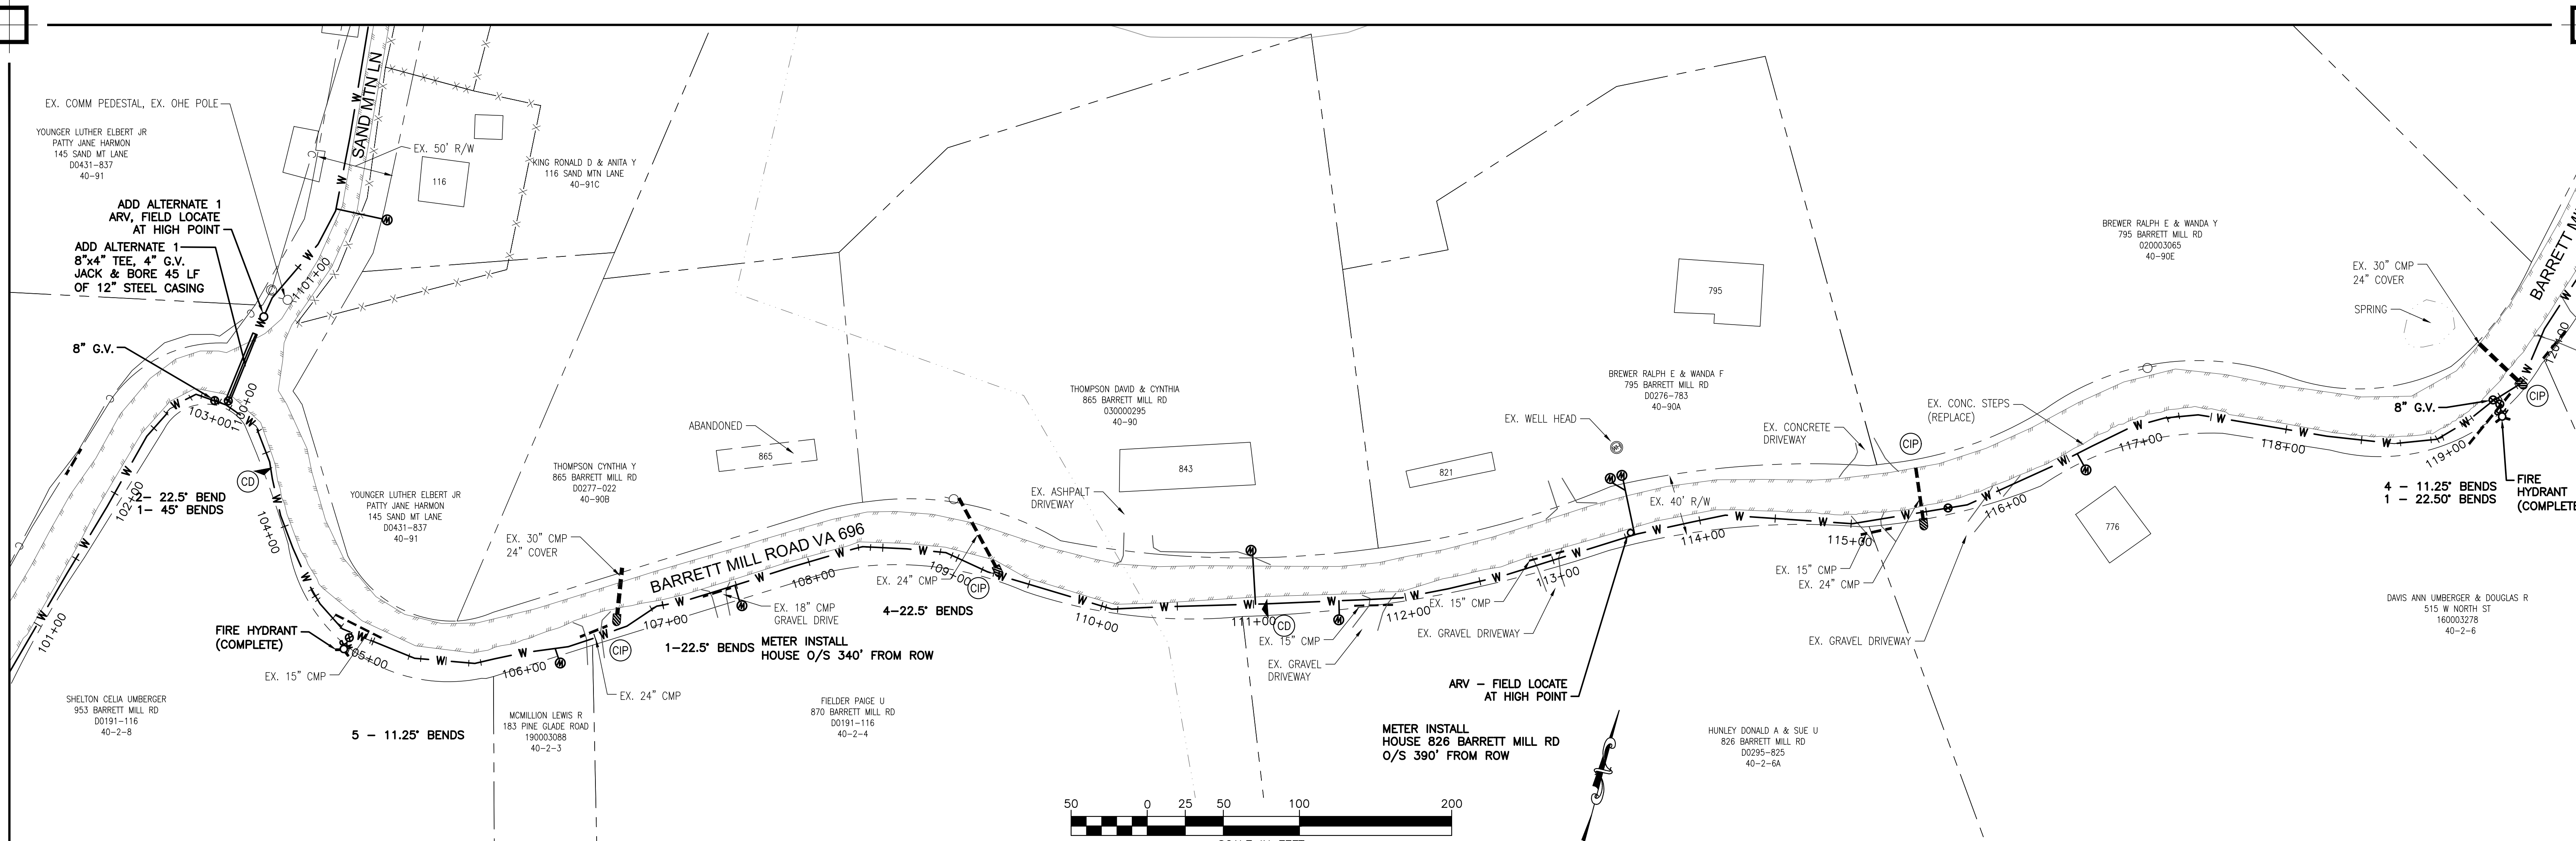 EX. COMM PEDESTAL, EX. OHE POLE
YOUNGER LUTHER ELBERT JR
PATTY JANE HARMON
145 SAND MT LANE
D0431-837
40-91
SAND MTN LN
EX. 50' R/W
116
KING RONALD D & ANITA Y
116 SAND MTN LANE
40-91C
ADD ALTERNATE 1
ARV, FIELD LOCATE
AT HIGH POINT
ADD ALTERNATE 1
8"x4" TEE, 4" G.V.
JACK & BORE 45 LF
OF 12" STEEL CASING
8" G.V.
1101+00
1100+00
103+00
102+00
101+00
CD
2- 22.5° BEND
1- 45° BENDS
104+00
YOUNGER LUTHER ELBERT JR
PATTY JANE HARMON
145 SAND MT LANE
D0431-837
40-91
FIRE HYDRANT
(COMPLETE)
105+00
EX. 15" CMP
SHELTON CELIA UMBERGER
953 BARRETT MILL RD
D0191-116
40-2-8
5 - 11.25° BENDS
106+00
MCMILLION LEWIS R
183 PINE GLADE ROAD
190003088
40-2-3
EX. 30" CMP
24" COVER
CIP
EX. 24" CMP
THOMPSON CYNTHIA Y
865 BARRETT MILL RD
D0277-022
40-90B
ABANDONED
865
BARRETT MILL ROAD VA 696
107+00
108+00
EX. 18" CMP
GRAVEL DRIVE
1-22.5° BENDS
METER INSTALL
HOUSE O/S 340' FROM ROW
FIELDER PAIGE U
870 BARRETT MILL RD
D0191-116
40-2-4
109+00
EX. 24" CMP
CIP
4-22.5° BENDS
110+00
THOMPSON DAVID & CYNTHIA
865 BARRETT MILL RD
030000295
40-90
843
EX. ASHPALT
DRIVEWAY
111+00
CD
EX. 15" CMP
EX. GRAVEL
DRIVEWAY
112+00
EX. 15" CMP
EX. GRAVEL DRIVEWAY
113+00
821
EX. WELL HEAD
BREWER RALPH E & WANDA F
795 BARRETT MILL RD
D0276-783
40-90A
795
EX. 40' R/W
114+00
ARV - FIELD LOCATE
AT HIGH POINT
METER INSTALL
HOUSE 826 BARRETT MILL RD
O/S 390' FROM ROW
HUNLEY DONALD A & SUE U
826 BARRETT MILL RD
D0295-825
40-2-6A
EX. CONCRETE
DRIVEWAY
CIP
115+00
EX. 15" CMP
EX. 24" CMP
EX. GRAVEL DRIVEWAY
EX. CONC. STEPS
(REPLACE)
116+00
776
117+00
118+00
119+00
BREWER RALPH E & WANDA Y
795 BARRETT MILL RD
020003065
40-90E
EX. 30" CMP
24" COVER
SPRING
8" G.V.
CIP
120+00
BARRETT MI
4 - 11.25° BENDS
1 - 22.50° BENDS
FIRE
HYDRANT
(COMPLETE
DAVIS ANN UMBERGER & DOUGLAS R
515 W NORTH ST
160003278
40-2-6
50 0 25 50 100 200